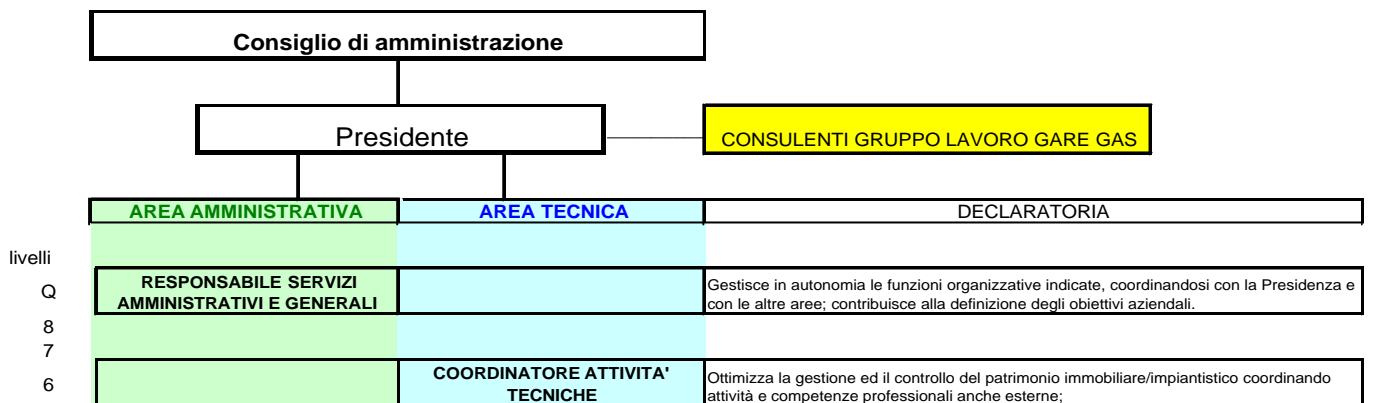 Consiglio di amministrazione
Presidente
CONSULENTI GRUPPO LAVORO GARE GAS
AREA AMMINISTRATIVA
AREA TECNICA
DECLARATORIA
livelli
Q
RESPONSABILE SERVIZI
AMMINISTRATIVI E GENERALI
Gestisce in autonomia le funzioni organizzative indicate, coordinandosi con la Presidenza e
con le altre aree; contribuisce alla definizione degli obiettivi aziendali.
8
7
6
COORDINATORE ATTIVITA'
TECNICHE
Ottimizza la gestione ed il controllo del patrimonio immobiliare/impiantistico coordinando
attività e competenze professionali anche esterne;